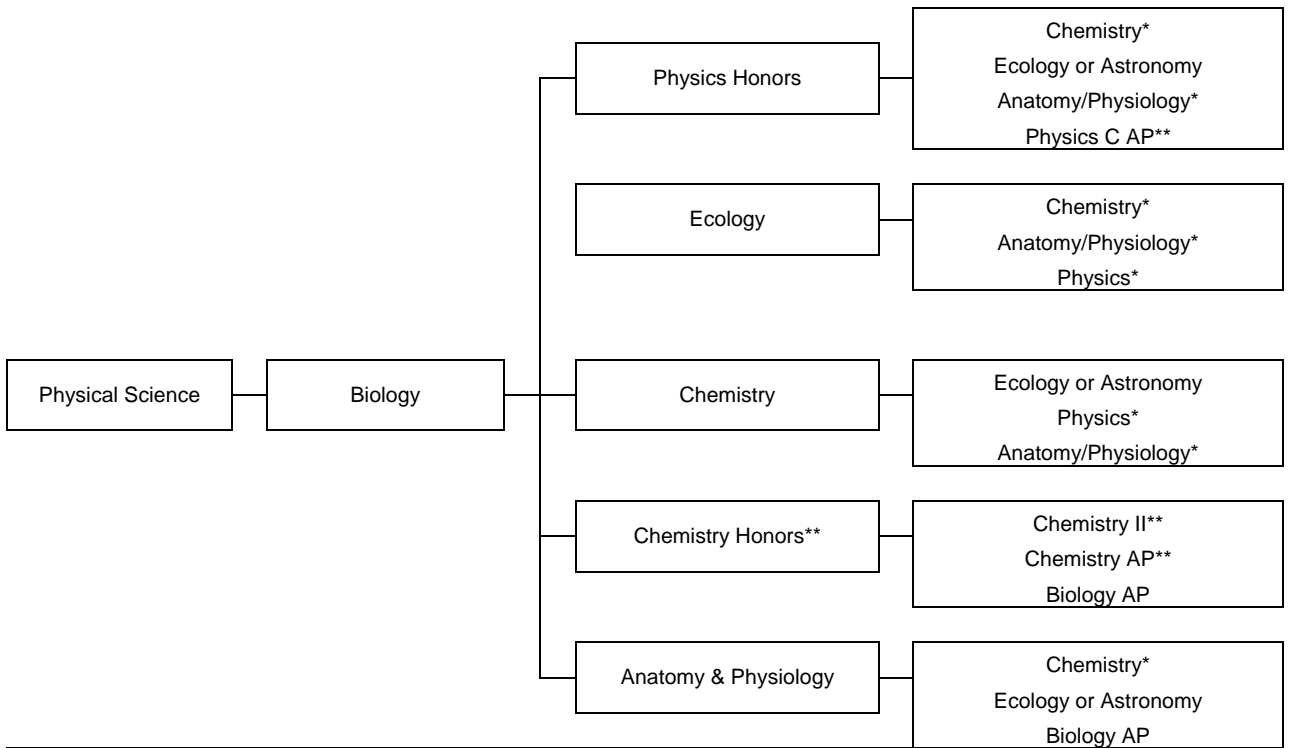 Physical Science
Biology
Physics Honors
Chemistry*
Ecology or Astronomy
Anatomy/Physiology*
Physics C AP**
Ecology
Chemistry*
Anatomy/Physiology*
Physics*
Chemistry
Ecology or Astronomy
Physics*
Anatomy/Physiology*
Chemistry Honors**
Chemistry II**
Chemistry AP**
Biology AP
Anatomy & Physiology
Chemistry*
Ecology or Astronomy
Biology AP